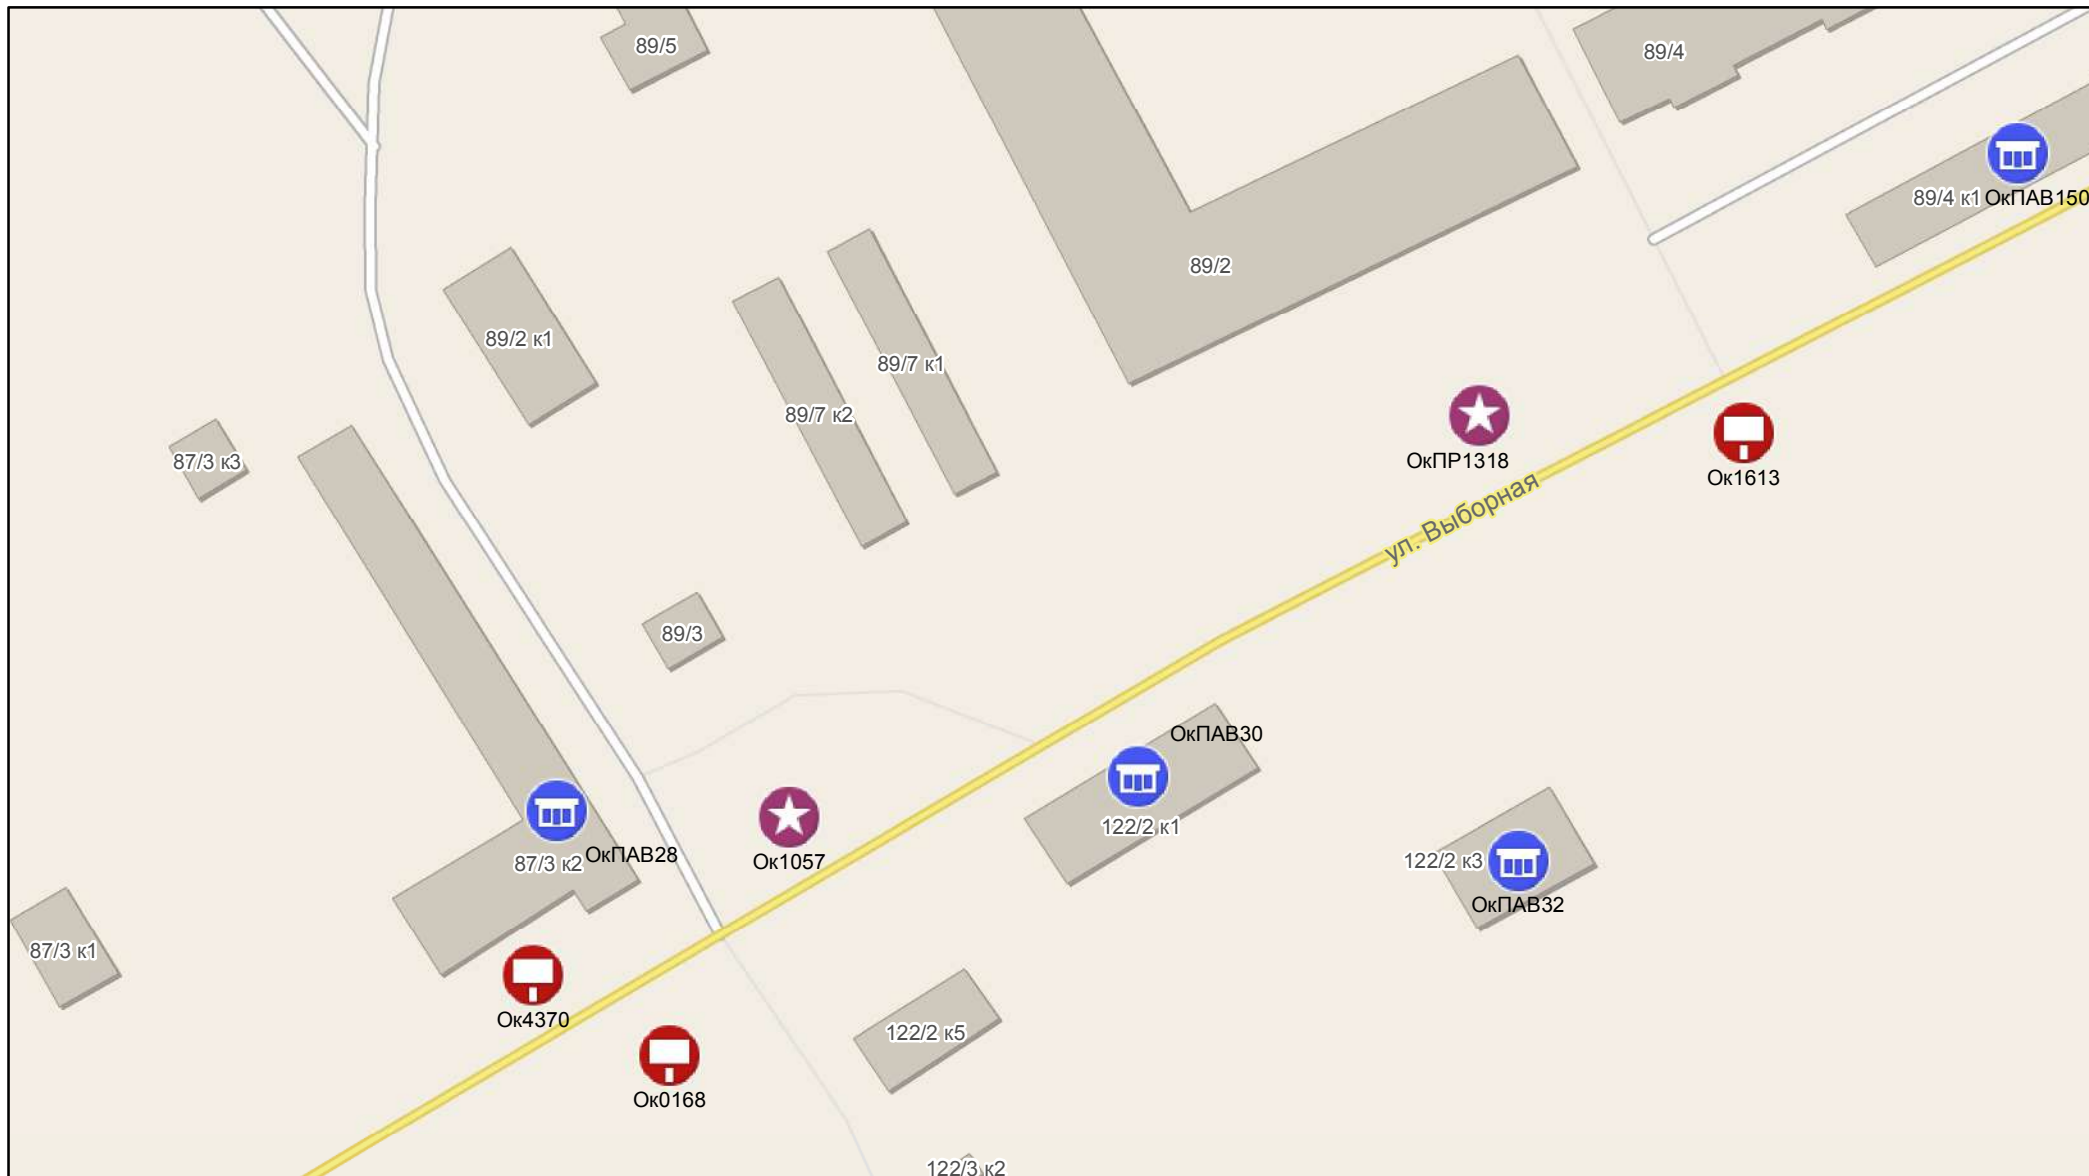 89/5
89/4
89/4 к1
ОкПАВ150
89/2
89/2 к1
89/7 к1
89/7 к2
87/3 к3
ОкПР1318
Ок1613
ул. Выборная
89/3
ОкПАВ30
122/2 к1
87/3 к2
ОкПАВ28
Ок1057
122/2 к3
ОкПАВ32
87/3 к1
Ок4370
122/2 к5
Ок0168
122/3 к2